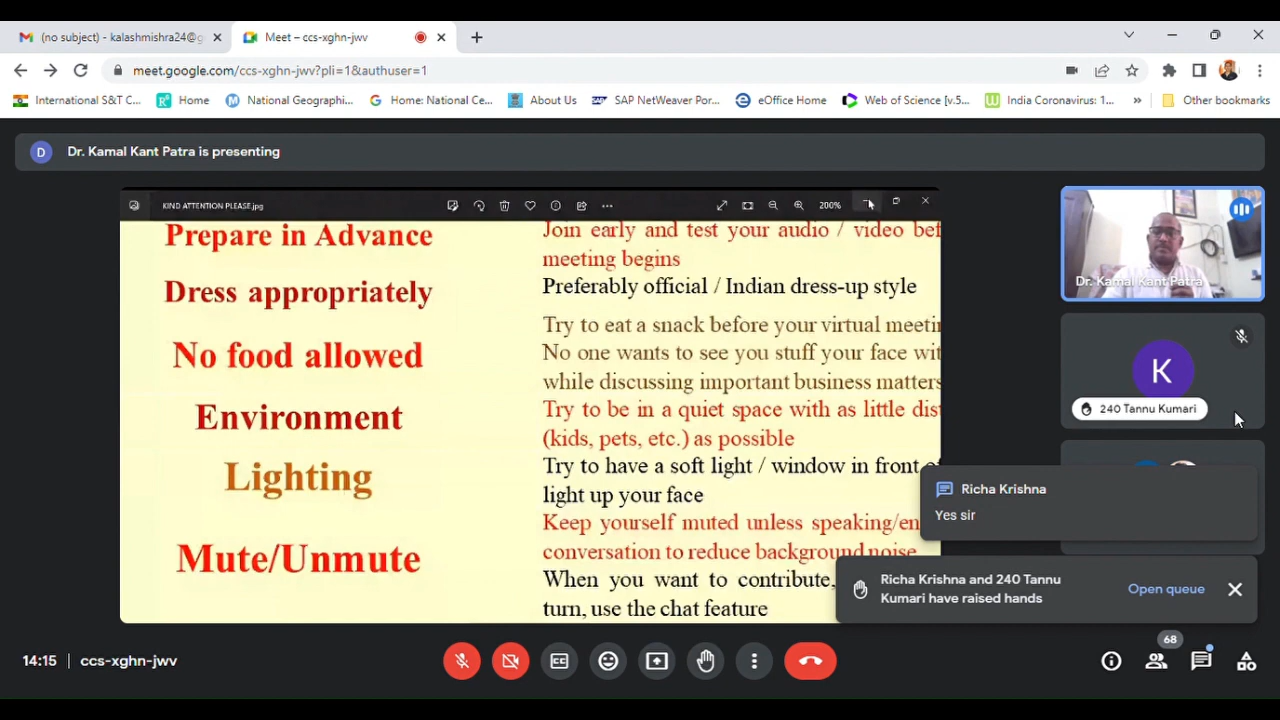 (no subject) - kalashmishra24@g
Meet – ccs-xghn-jwv
meet.google.com/ccs-xghn-jwv?pli=1&authuser=1
International S&T C...
Home
National Geographi...
Home: National Ce...
About Us
SAP NetWeaver Por...
eOffice Home
Web of Science [v.5...
India Coronavirus: 1...
Other bookmarks
D
Dr. Kamal Kant Patra is presenting
KIND ATTENTION PLEASE.jpg
200%
Prepare in Advance
Join early and test your audio / video bef
meeting begins
Dress appropriately
Preferably official / Indian dress-up style
No food allowed
Try to eat a snack before your virtual meetin
No one wants to see you stuff your face wit
while discussing important business matters
Environment
Try to be in a quiet space with as little dist
(kids, pets, etc.) as possible
Lighting
Try to have a soft light / window in front of
light up your face
Mute/Unmute
Keep yourself muted unless speaking/en
conversation to reduce background noise
When you want to contribute,
turn, use the chat feature
Dr. Kamal Kant Patra
K
240 Tannu Kumari
Richa Krishna
Yes sir
Richa Krishna and 240 Tannu
Kumari have raised hands
Open queue
14:15 | ccs-xghn-jwv
68